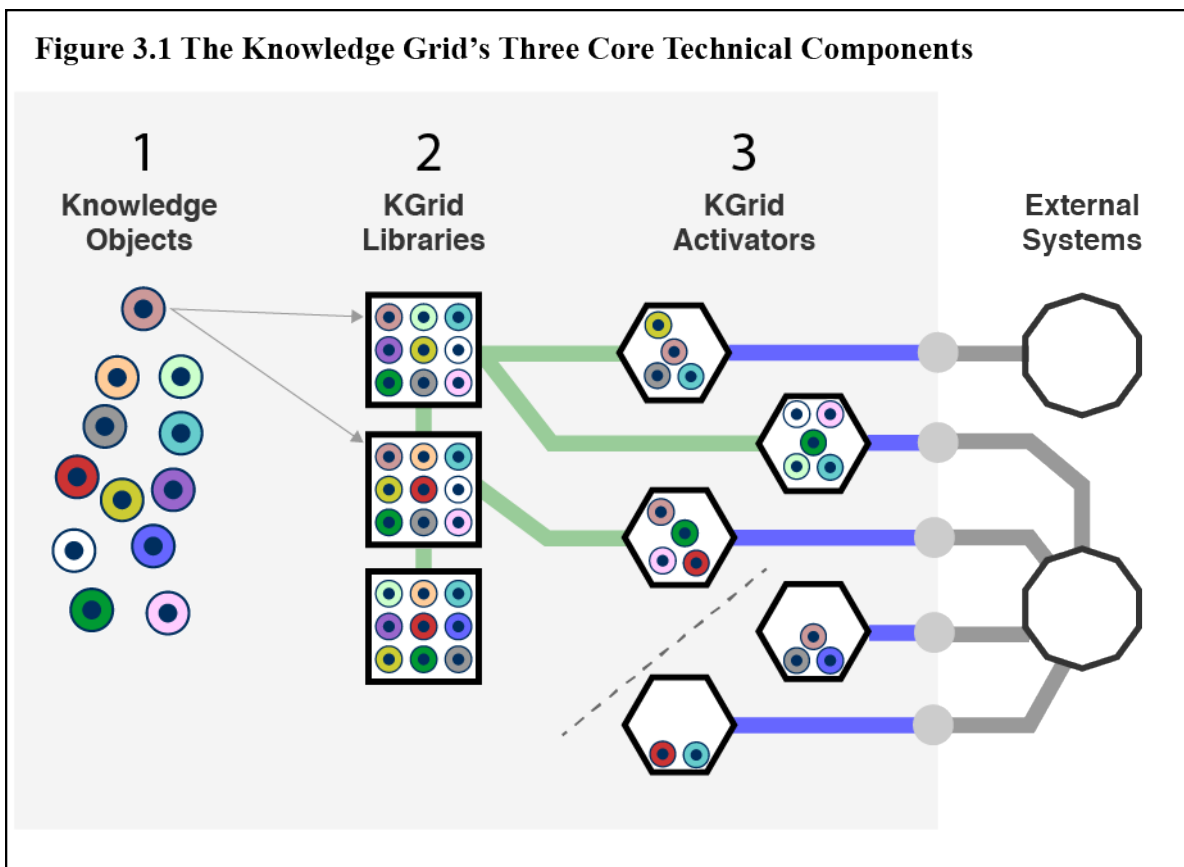 Figure 3.1 The Knowledge Grid’s Three Core Technical Components
1
Knowledge
Objects
2
KGrid
Libraries
3
KGrid
Activators
External
Systems